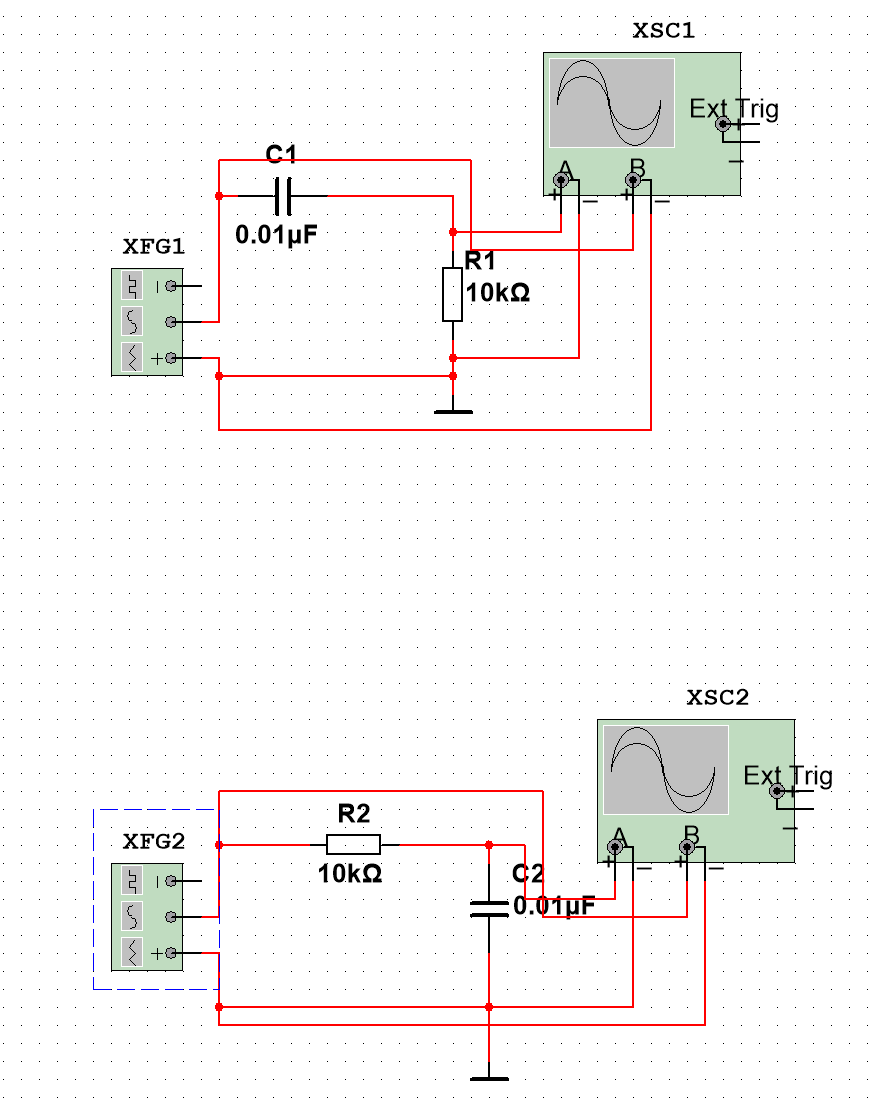 XSC1
Ext Trig
+
_
A
B
+
_
+
_
C1
0.01µF
XFG1
+
R1
10kΩ
XSC2
Ext Trig
+
_
A
B
+
_
+
_
R2
10kΩ
XFG2
+
C2
0.01µF